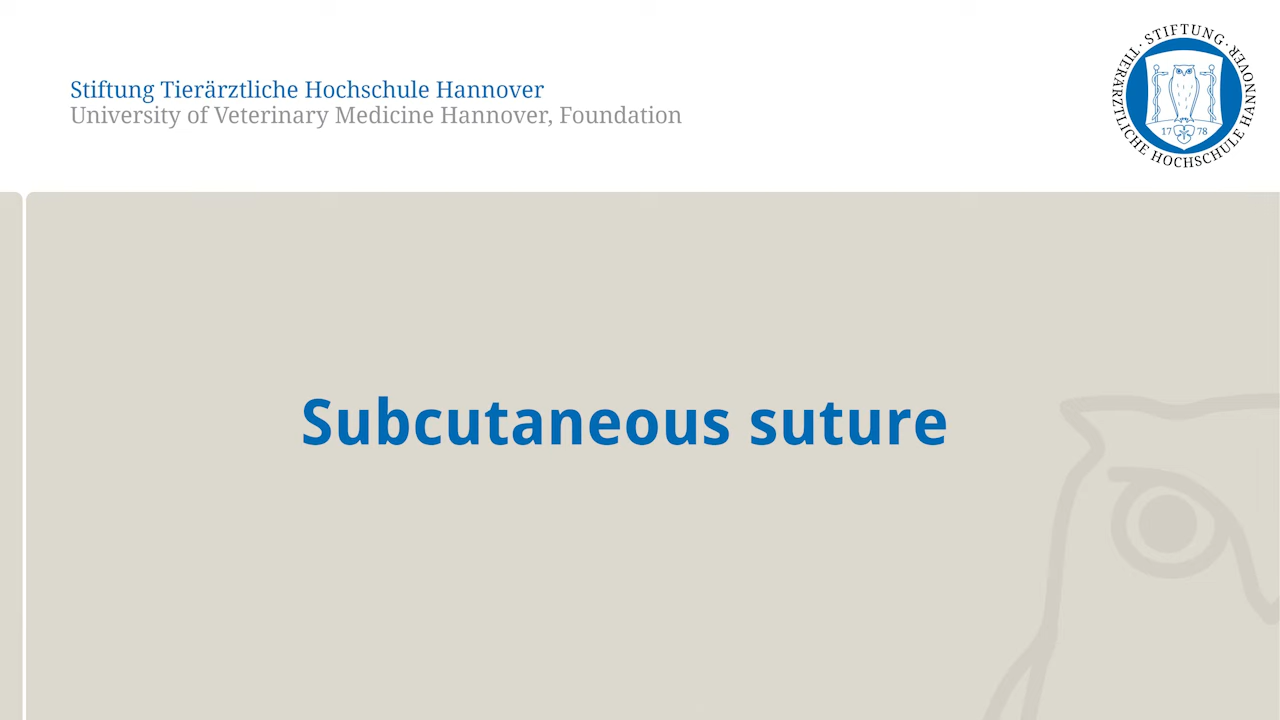 Stiftung Tierärztliche Hochschule Hannover
University of Veterinary Medicine Hannover, Foundation
· STIFTUNG · TIERÄRZTLICHE HOCHSCHULE HANNOVER
17 78
Subcutaneous suture